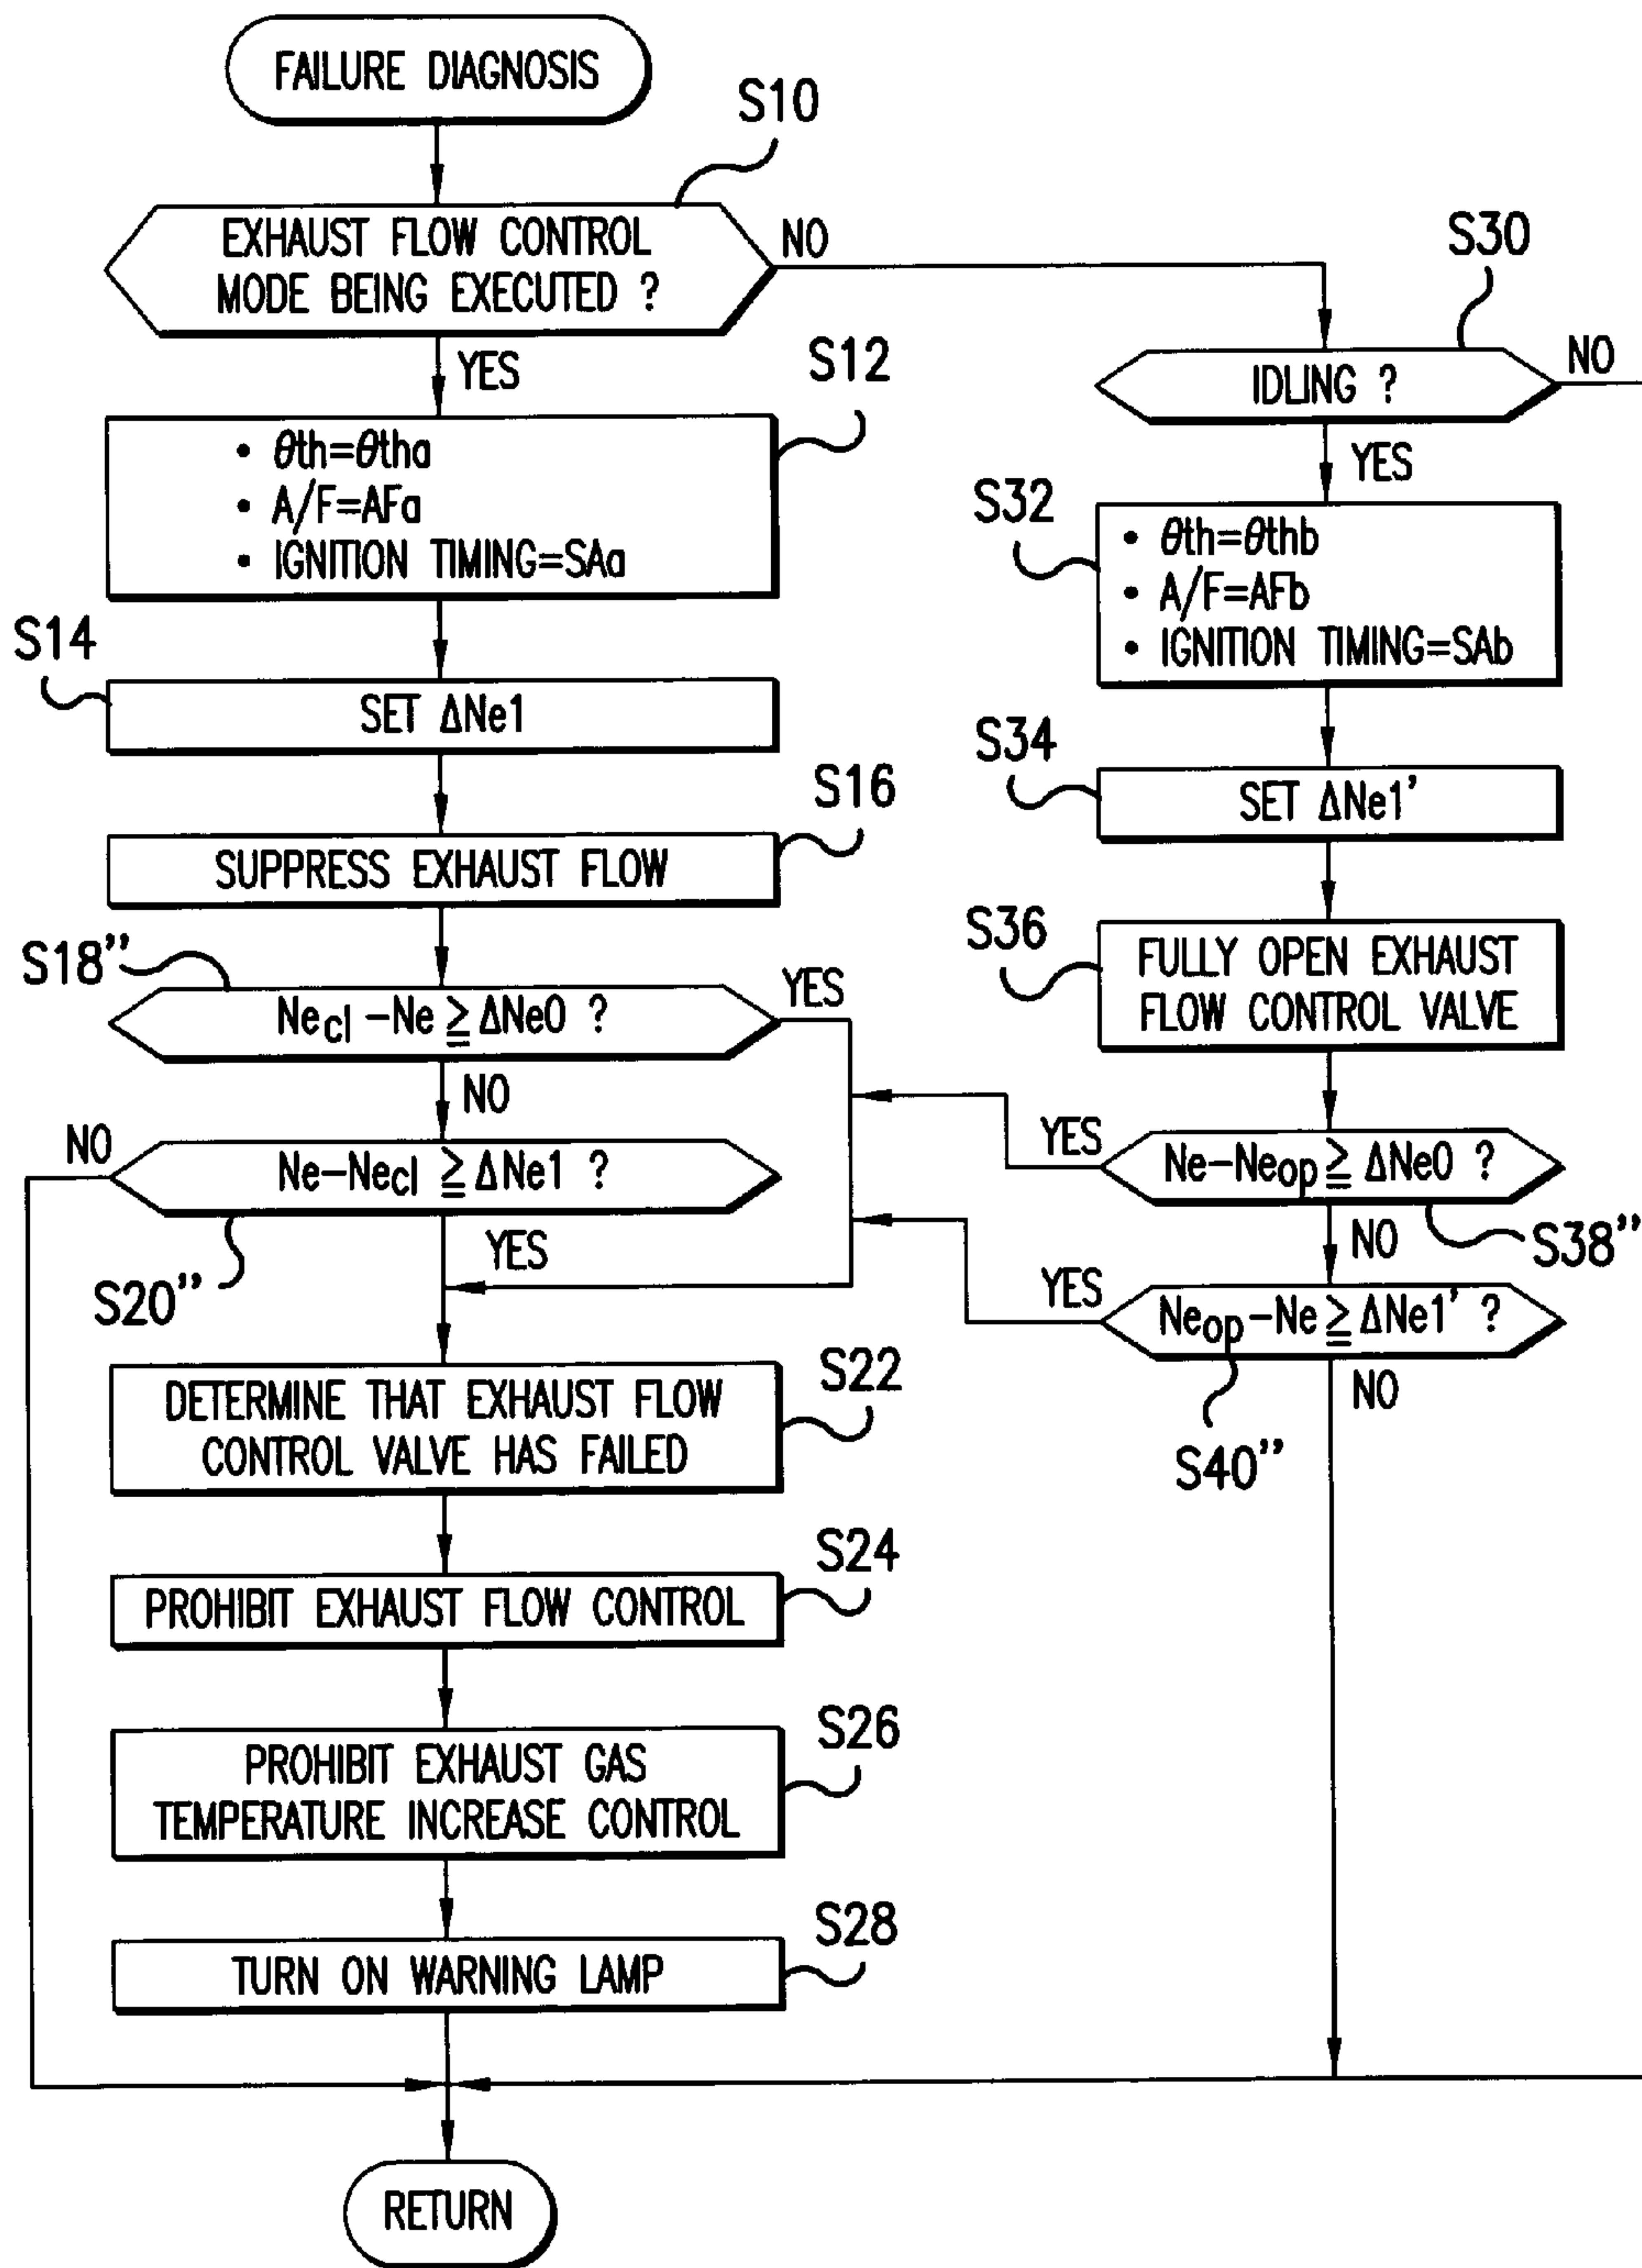 FAILURE DIAGNOSIS
S10
EXHAUST FLOW CONTROL
MODE BEING EXECUTED ?
NO
YES
S12
• θth=θtha
• A/F=AFa
• IGNITION TIMING=SAa
S14
SET ΔNe1
S16
SUPPRESS EXHAUST FLOW
S18’’
Necl -Ne ≧ ΔNe0 ?
YES
NO
NO
Ne-Necl ≧ ΔNe1 ?
YES
S20’’
S22
DETERMINE THAT EXHAUST FLOW
CONTROL VALVE HAS FAILED
S24
PROHIBIT EXHAUST FLOW CONTROL
S26
PROHIBIT EXHAUST GAS
TEMPERATURE INCREASE CONTROL
S28
TURN ON WARNING LAMP
RETURN
S30
IDLING ?
NO
YES
S32
• θth=θthb
• A/F=AFb
• IGNITION TIMING=SAb
S34
SET ΔNe1’
S36
FULLY OPEN EXHAUST
FLOW CONTROL VALVE
YES
Ne-Neop ≧ ΔNe0 ?
S38’’
NO
YES
Neop-Ne ≧ ΔNe1’ ?
NO
S40’’